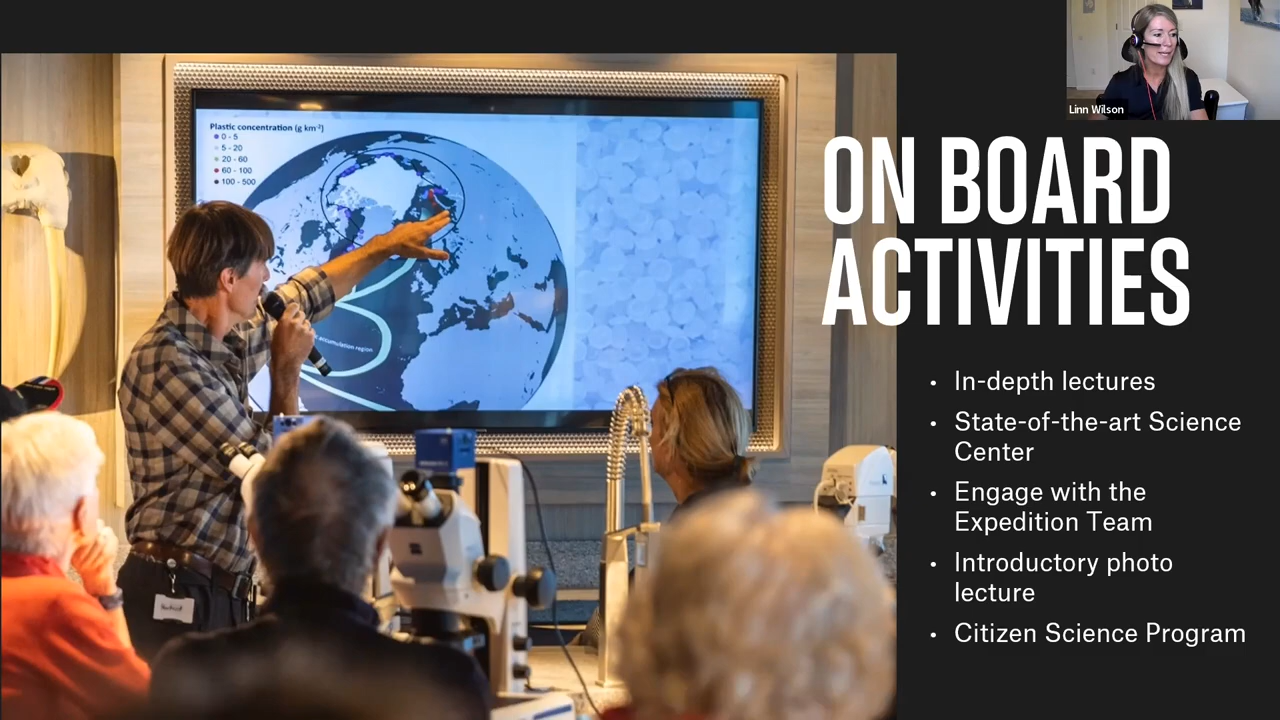 Linn Wilson
Plastic concentration (g km-²)
0 - 5
5 - 20
20 - 60
60 - 100
100 - 500
accumulation region
ON BOARD
ACTIVITIES
• In-depth lectures
• State-of-the-art Science
Center
• Engage with the
Expedition Team
• Introductory photo
lecture
• Citizen Science Program